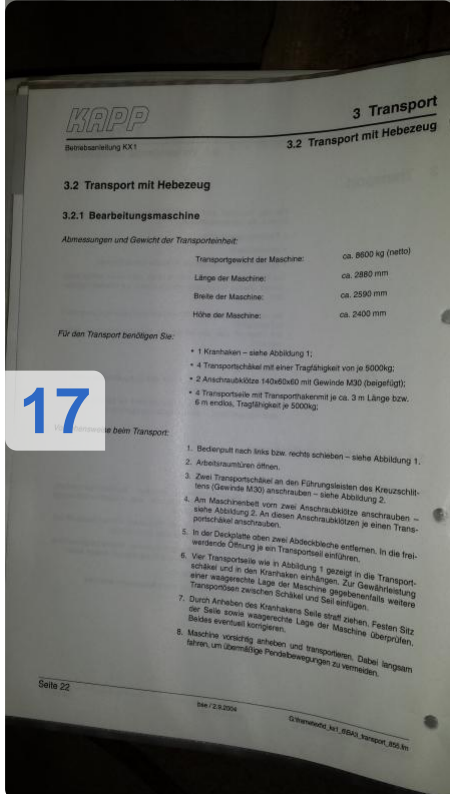 KAPP
3 Transport
Betriebsanleitung KX1
3.2 Transport mit Hebezeug
3.2 Transport mit Hebezeug
3.2.1 Bearbeitungsmaschine
Abmessungen und Gewicht der Transporteinheit:
Transportgewicht der Maschine: ca. 8600 kg (netto)
Länge der Maschine: ca. 2880 mm
Breite der Maschine: ca. 2590 mm
Höhe der Maschine: ca. 2400 mm
Für den Transport benötigen Sie:
• 1 Kranhaken – siehe Abbildung 1;
• 4 Transportschäkel mit einer Tragfähigkeit von je 5000kg;
• 2 Anschraubklötze 140x60x60 mit Gewinde M30 (beigefügt);
• 4 Transportseile mit Transporthakenmit je ca. 3 m Länge bzw.
6 m endlos, Tragfähigkeit je 5000kg;
17
beim Transport:
1. Bedienpult nach links bzw. rechts schieben – siehe Abbildung 1.
2. Arbeitsraumtüren öffnen.
3. Zwei Transportschäkel an den Führungsleisten des Kreuzschlit-
tens (Gewinde M30) anschrauben – siehe Abbildung 2.
4. Am Maschinenbett vorn zwei Anschraubklötze anschrauben –
siehe Abbildung 2. An diesen Anschraubklötzen je einen Trans-
portschäkel anschrauben.
5. In der Deckplatte oben zwei Abdeckbleche entfernen. In die frei-
werdende Öffnung je ein Transportseil einführen.
6. Vier Transportseile wie in Abbildung 1 gezeigt in die Transport-
schäkel und in den Kranhaken einhängen. Zur Gewährleistung
einer waagerechte Lage der Maschine gegebenenfalls weitere
Transportösen zwischen Schäkel und Seil einfügen.
7. Durch Anheben des Kranhakens Seile straff ziehen. Festen Sitz
der Seile sowie waagerechte Lage der Maschine überprüfen.
Beides eventuell korrigieren.
8. Maschine vorsichtig anheben und transportieren. Dabei langsam
fahren, um übermäßige Pendelbewegungen zu vermeiden.
Seite 22
bse / 2.9.2004